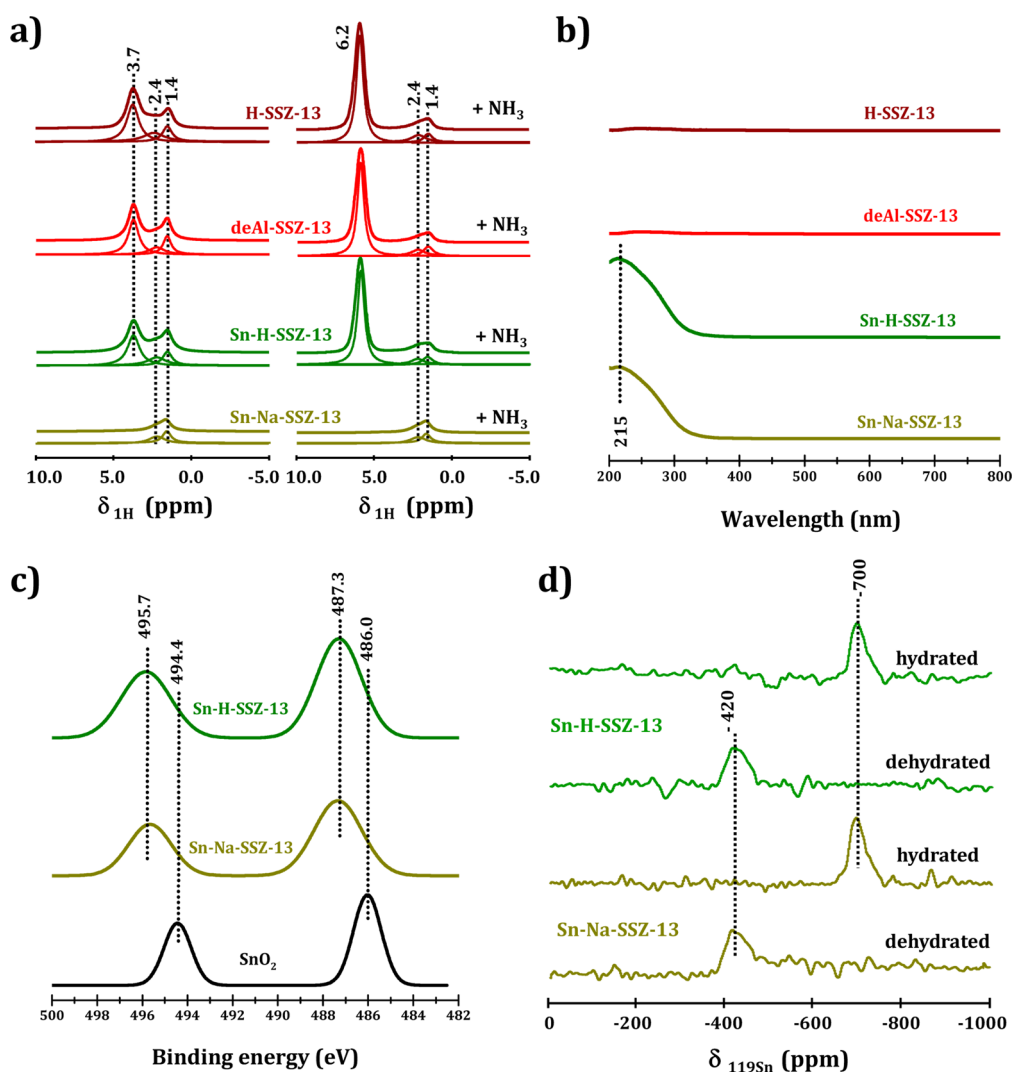 a)
3.7
2.4
1.4
H-SSZ-13
deAl-SSZ-13
Sn-H-SSZ-13
Sn-Na-SSZ-13
10.0 5.0 0.0 -5.0
δ 1H (ppm)
6.2
2.4
1.4
+ NH3
+ NH3
+ NH3
+ NH3
10.0 5.0 0.0 -5.0
δ 1H (ppm)
b)
H-SSZ-13
deAl-SSZ-13
Sn-H-SSZ-13
Sn-Na-SSZ-13
215
200 300 400 500 600 700 800
Wavelength (nm)
c)
495.7
494.4
487.3
486.0
Sn-H-SSZ-13
Sn-Na-SSZ-13
SnO2
500 498 496 494 492 490 488 486 484 482
Binding energy (eV)
d)
-700
hydrated
-420
Sn-H-SSZ-13
dehydrated
hydrated
Sn-Na-SSZ-13
dehydrated
0 -200 -400 -600 -800 -1000
δ 119Sn (ppm)